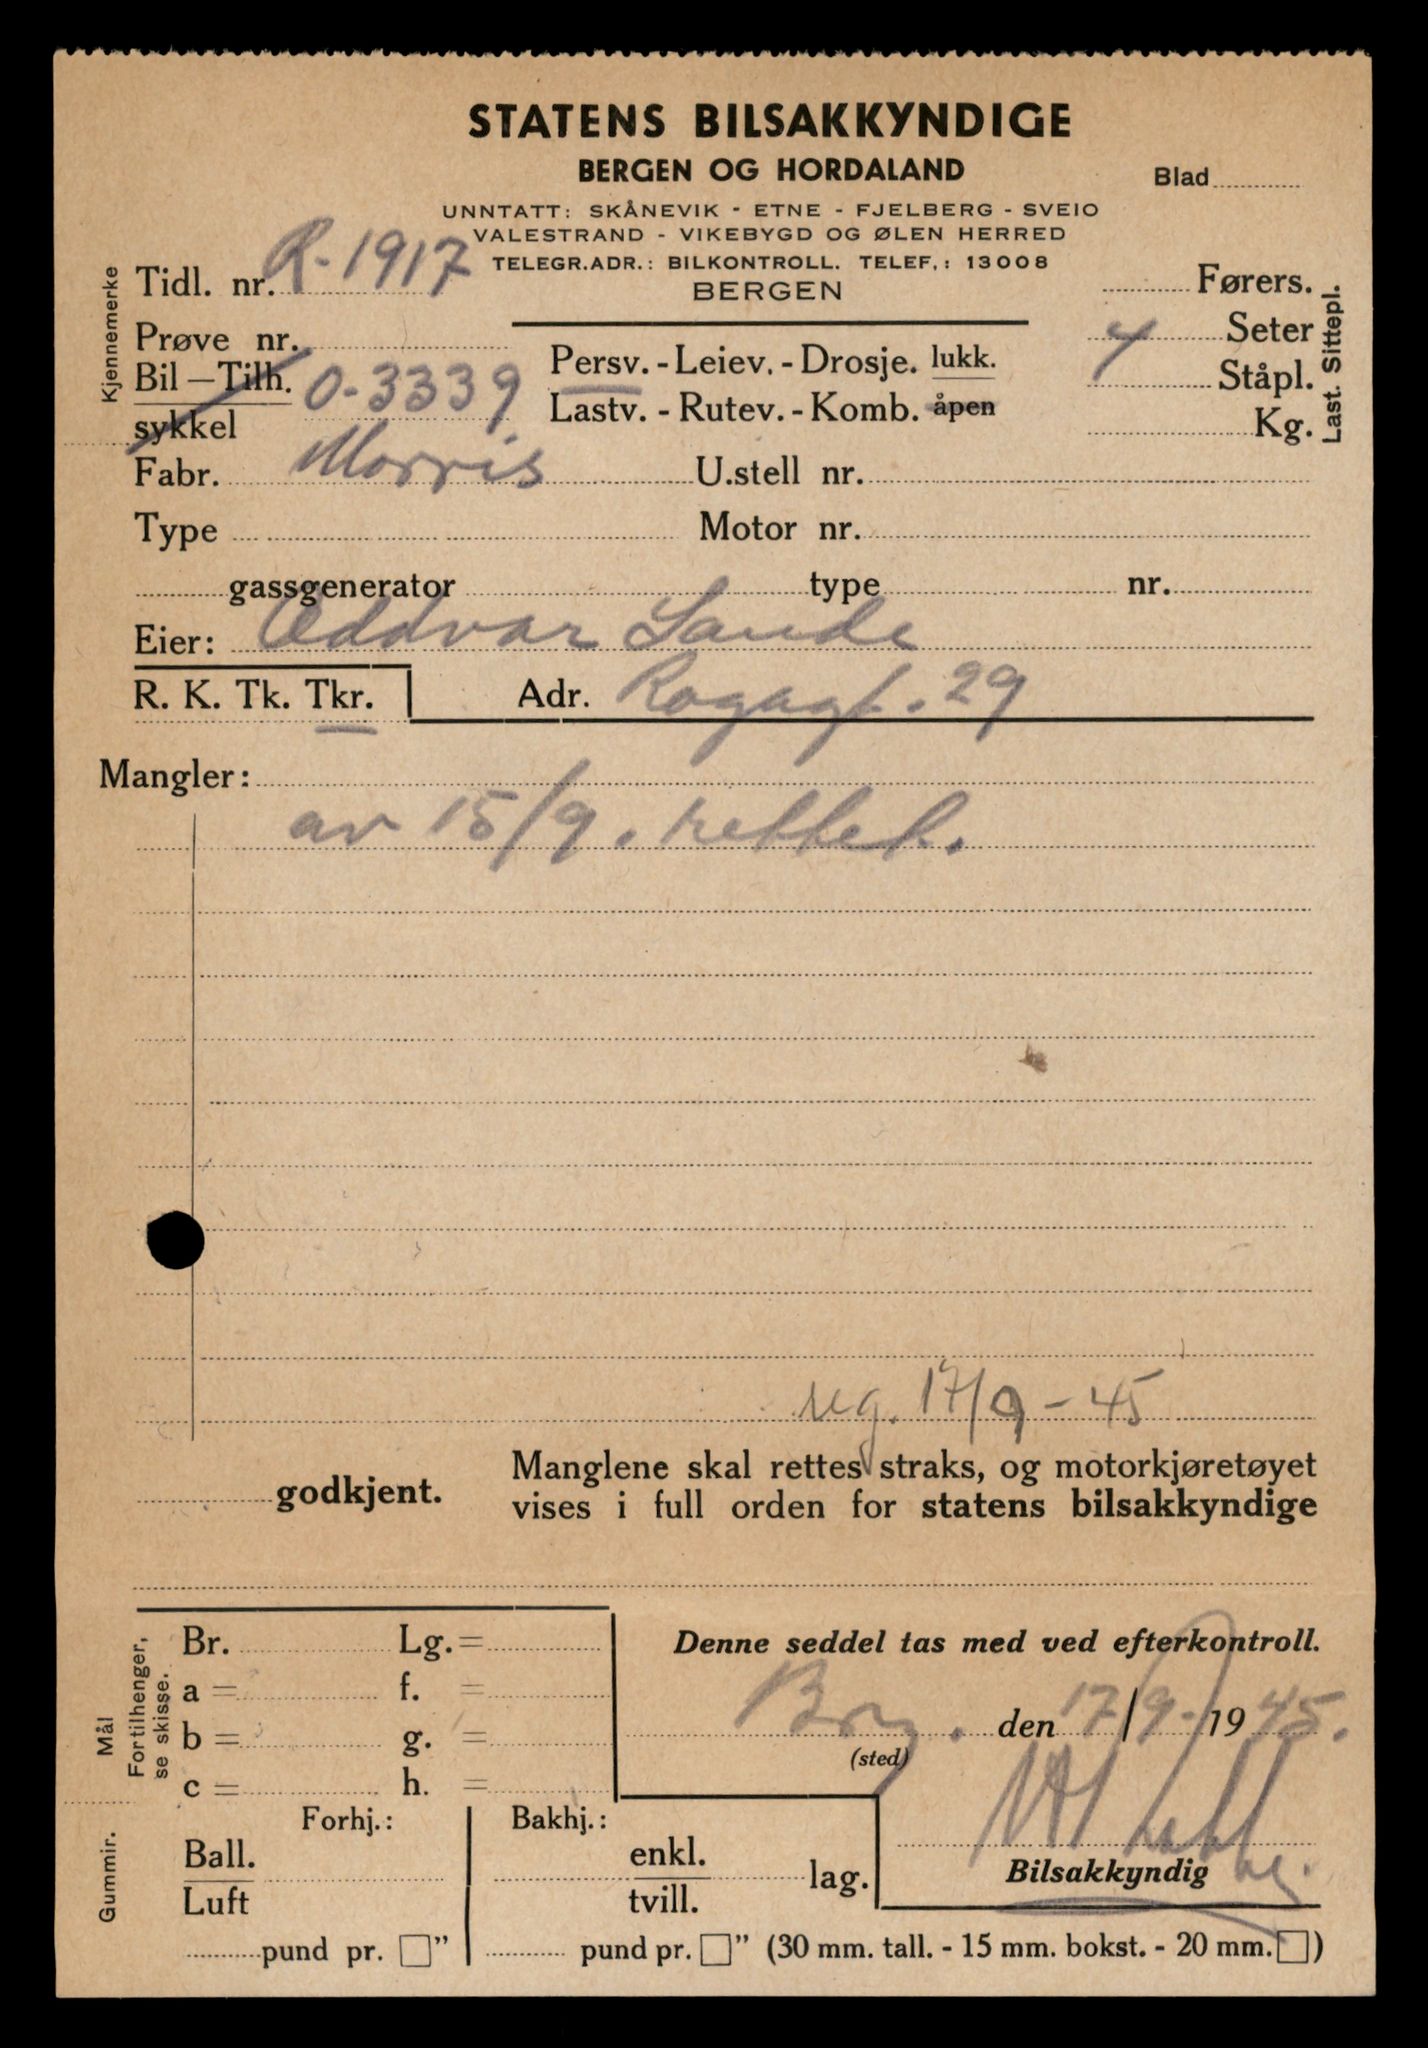 STATENS BILSAKKYNDIGE
BERGEN OG HORDALAND
Blad
UNNTATT: SKÅNEVIK - ETNE - FJELBERG - SVEIO
VALESTRAND - VIKEBYGD OG ØLEN HERRED
TELEGR.ADR.: BILKONTROLL. TELEF.: 13008
BERGEN
Kjennemerke
Tidl. nr. R-1917
Prøve nr.
Bil – Tilh. O-3339
sykkel
Persv. - Leiev. - Drosje. lukk.
Lastv. - Rutev. - Komb. åpen
Førers.
4 Seter
Ståpl.
Kg.
Last. Sittepl.
Fabr. Morris U.stell nr.
Type Motor nr.
gassgenerator type nr.
Eier: Oddvar Sande
R. K. Tk. Tkr. Adr. 29
Mangler:
av 15/9. rettet.
reg. 17/9-45
godkjent. Manglene skal rettes straks, og motorkjøretøyet
vises i full orden for statens bilsakkyndige
Mål
For tilhenger,
se skisse.
Br. Lg. =
a = f. =
b = g. =
c = h. =
Denne seddel tas med ved efterkontroll.
Brg. den 17/9-1945.
(sted)
Bilsakkyndig
Gummir.
Forhj.: Bakhj.:
Ball. enkl.
Luft tvill. lag.
pund pr. □” pund pr. □” (30 mm. tall. - 15 mm. bokst. - 20 mm. □)